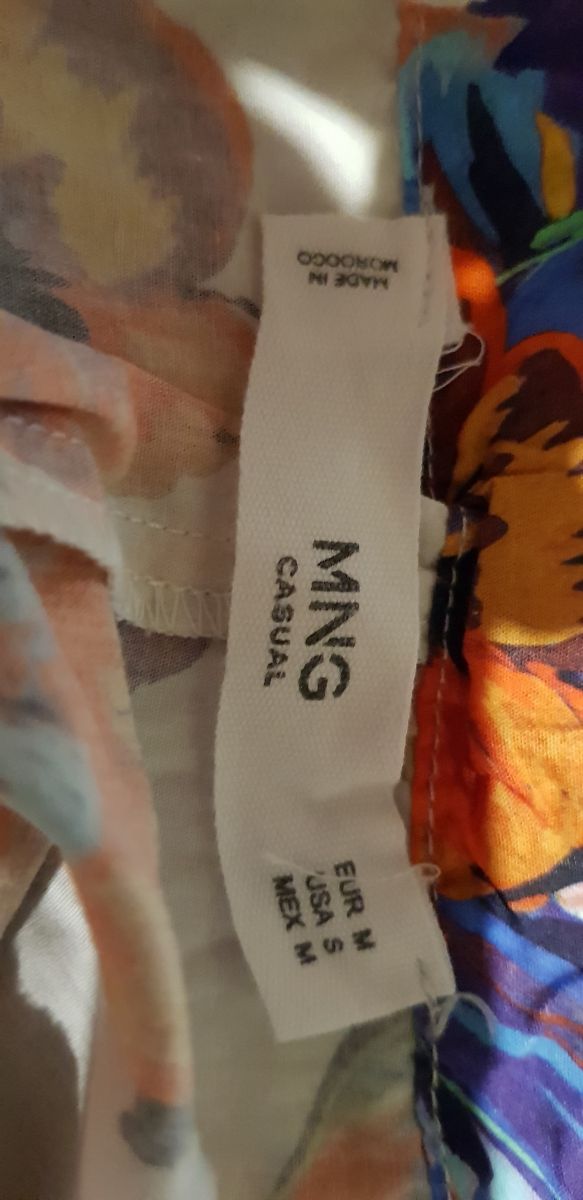 MADE IN
MOROCCO
MNG
CASUAL
EUR M
USA S
MEX M